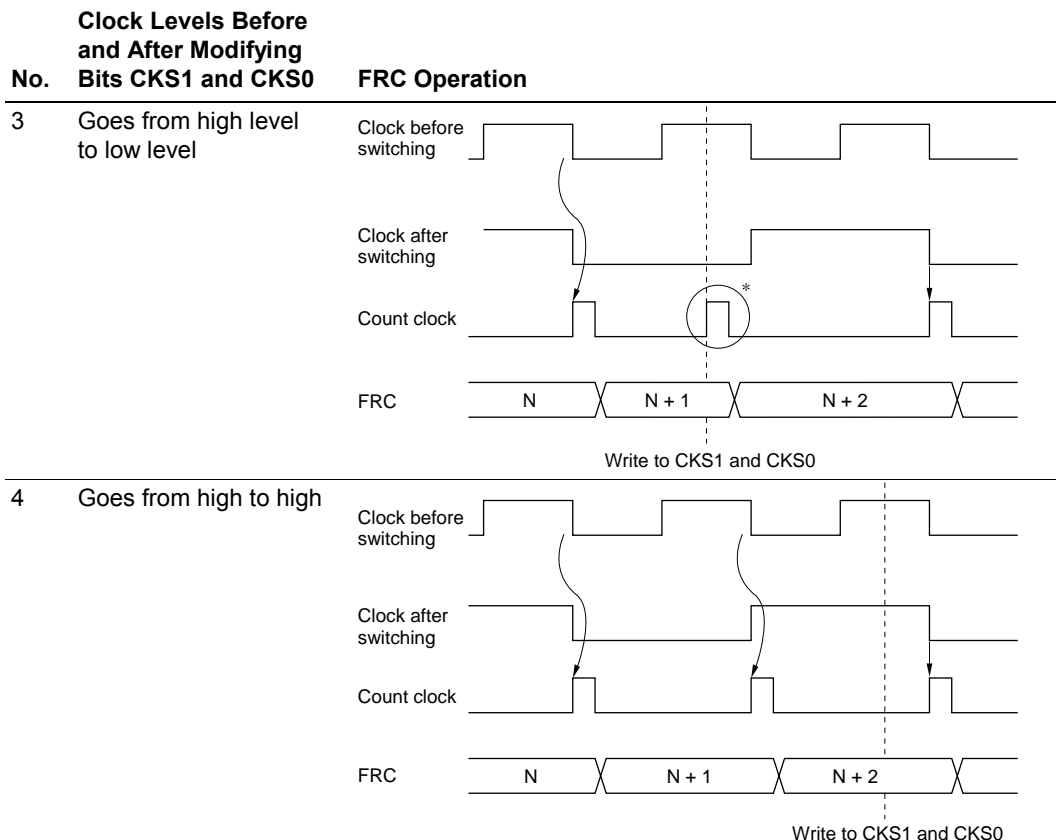 Clock Levels Before
and After Modifying
No. Bits CKS1 and CKS0 FRC Operation
3 Goes from high level
to low level
Clock before
switching
Clock after
switching
*
Count clock
FRC N N + 1 N + 2
Write to CKS1 and CKS0
4 Goes from high to high
Clock before
switching
Clock after
switching
Count clock
FRC N N + 1 N + 2
Write to CKS1 and CKS0